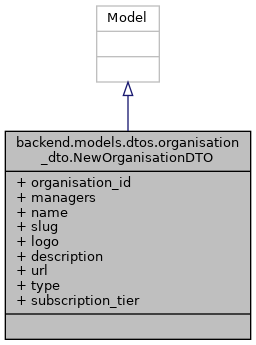 Model
backend.models.dtos.organisation
_dto.NewOrganisationDTO
+ organisation_id
+ managers
+ name
+ slug
+ logo
+ description
+ url
+ type
+ subscription_tier